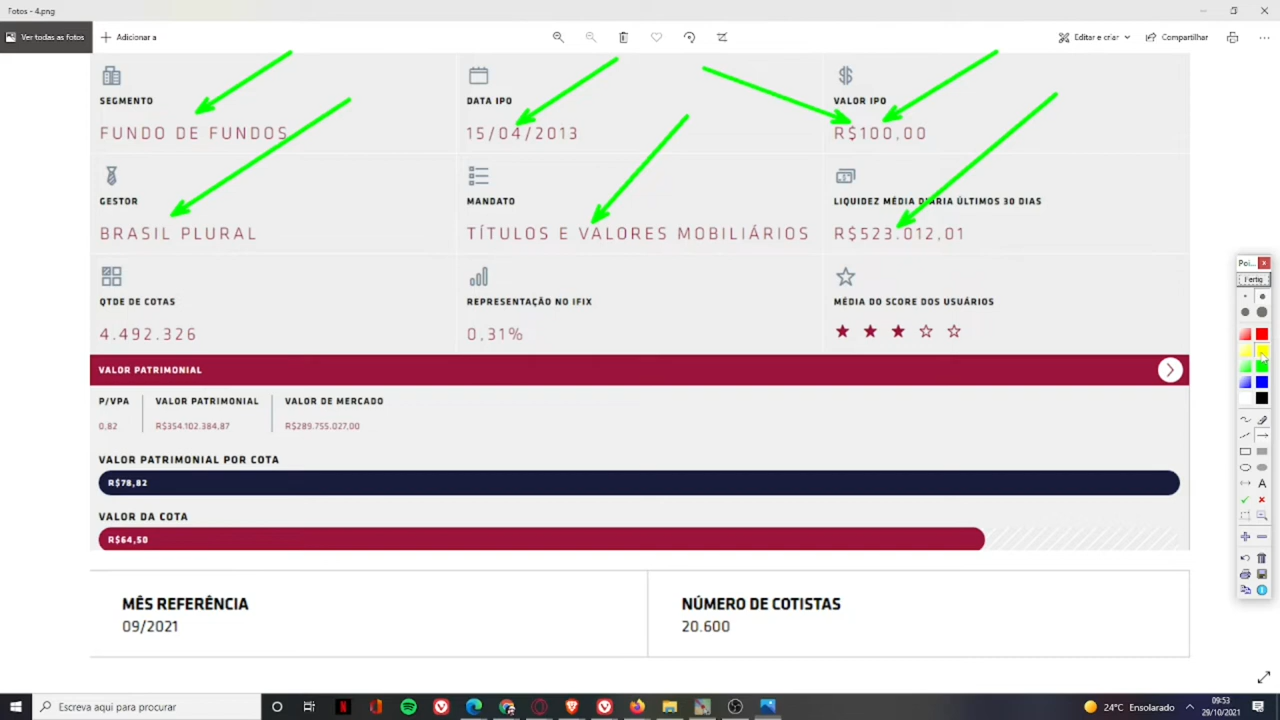 Fotos - 4.png
Ver todas as fotos
Adicionar a
Editar e criar
Compartilhar
SEGMENTO
FUNDO DE FUNDOS
DATA IPO
15/04/2013
VALOR IPO
R$100,00
GESTOR
BRASIL PLURAL
MANDATO
TÍTULOS E VALORES MOBILIÁRIOS
LIQUIDEZ MÉDIA DIÁRIA ÚLTIMOS 30 DIAS
R$523.012,01
QTDE DE COTAS
4.492.326
REPRESENTAÇÃO NO IFIX
0,31%
MÉDIA DO SCORE DOS USUÁRIOS
VALOR PATRIMONIAL
P/VPA
0,82
VALOR PATRIMONIAL
R$354.102.384,87
VALOR DE MERCADO
R$289.755.027,00
VALOR PATRIMONIAL POR COTA
R$78,82
VALOR DA COTA
R$64,50
MÊS REFERÊNCIA
09/2021
NÚMERO DE COTISTAS
20.600
Poi...
Fertig
A
Escreva aqui para procurar
24°C Ensolarado
09:53
29/10/2021